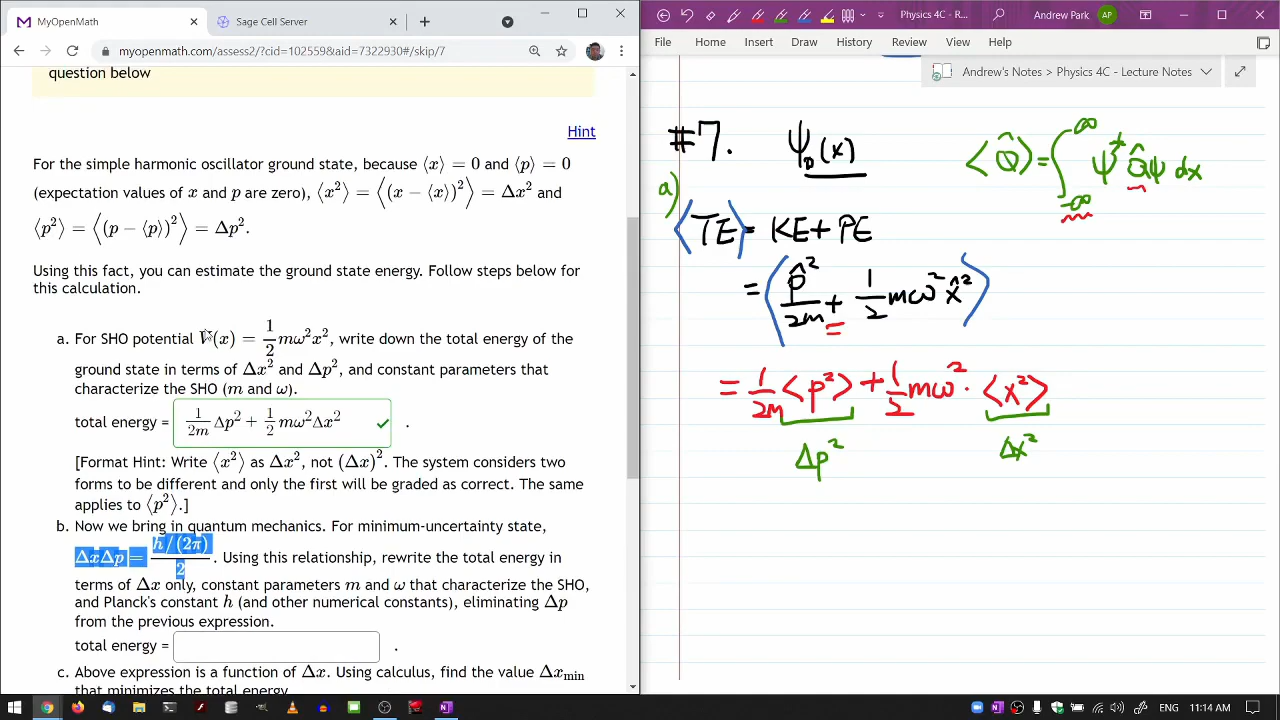 MyOpenMath
Sage Cell Server
myopenmath.com/assess2/?cid=102559&aid=7322930#/skip/7
question below
Hint
For the simple harmonic oscillator ground state, because ⟨x⟩ = 0 and ⟨p⟩ = 0
(expectation values of x and p are zero), ⟨x²⟩ = ⟨(x − ⟨x⟩)²⟩ = Δx² and
⟨p²⟩ = ⟨(p − ⟨p⟩)²⟩ = Δp².
Using this fact, you can estimate the ground state energy. Follow steps below for
this calculation.
a. For SHO potential V(x) = 1/2 mω²x², write down the total energy of the
ground state in terms of Δx² and Δp², and constant parameters that
characterize the SHO (m and ω).
total energy = 1/2m Δp² + 1/2 mω²Δx² .
[Format Hint: Write ⟨x²⟩ as Δx², not (Δx)². The system considers two
forms to be different and only the first will be graded as correct. The same
applies to ⟨p²⟩.]
b. Now we bring in quantum mechanics. For minimum-uncertainty state,
ΔxΔp = h/(2π)/2. Using this relationship, rewrite the total energy in
terms of Δx only, constant parameters m and ω that characterize the SHO,
and Planck's constant h (and other numerical constants), eliminating Δp
from the previous expression.
total energy = .
c. Above expression is a function of Δx. Using calculus, find the value Δxmin
that minimizes the total energy.
Physics 4C - R
Andrew Park
AP
File Home Insert Draw History Review View Help
Andrew's Notes > Physics 4C - Lecture Notes
#7. ψ₀(x)
⟨Q̂⟩ = ∫_{-∞}^{∞} ψ* Q̂ψ dx
a)
⟨TE⟩ = KE + PE
= ⟨p̂²/2m + 1/2 mω² x̂²⟩
= 1/2m ⟨p²⟩ + 1/2 mω² · ⟨x²⟩
Δp² Δx²
11:14 AM